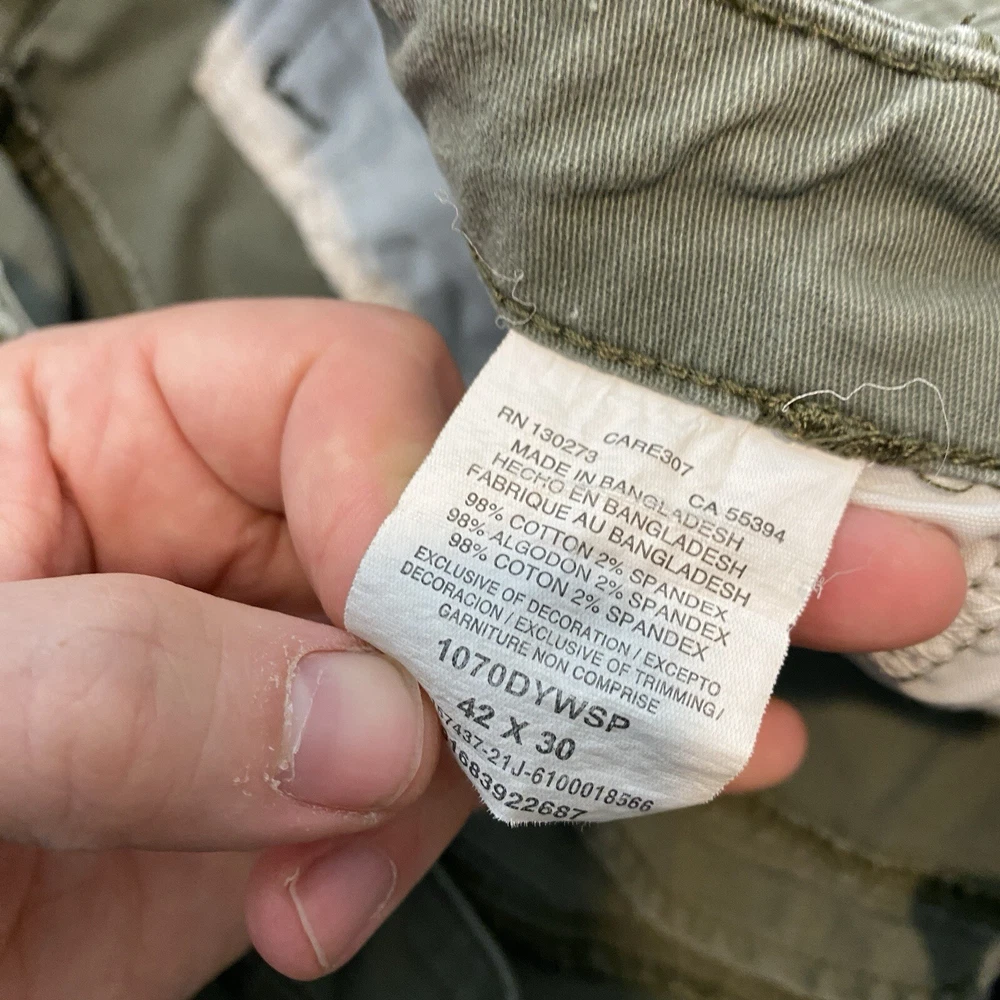 CARE307
RN 130273 CA 55394
MADE IN BANGLADESH
HECHO EN BANGLADESH
FABRIQUE AU BANGLADESH
98% COTTON 2% SPANDEX
98% ALGODON 2% SPANDEX
98% COTON 2% SPANDEX
EXCLUSIVE OF DECORATION / EXCEPTO
DECORACION / EXCLUSIVE OF TRIMMING /
GARNITURE NON COMPRISE
1070DYWSP
42 X 30
7437-21J-6100018566
1683922687